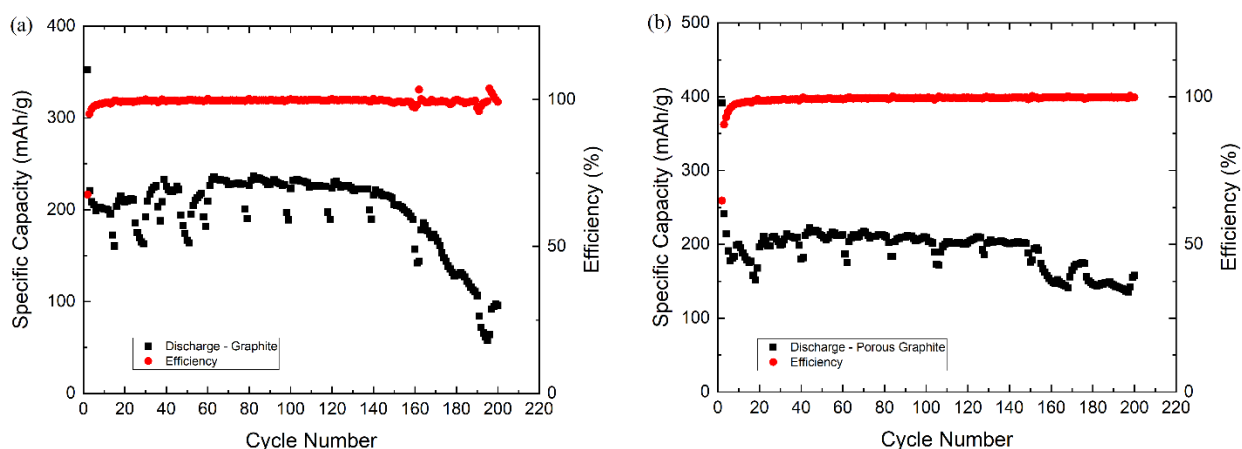 (a)
400
300
200
100
0
Specific Capacity (mAh/g)
100
50
0
Efficiency (%)
Discharge - Graphite
Efficiency
0 20 40 60 80 100 120 140 160 180 200 220
Cycle Number
(b)
500
400
300
200
100
0
Specific Capacity (mAh/g)
100
50
0
Efficiency (%)
Discharge - Porous Graphite
Efficiency
0 20 40 60 80 100 120 140 160 180 200 220
Cycle Number